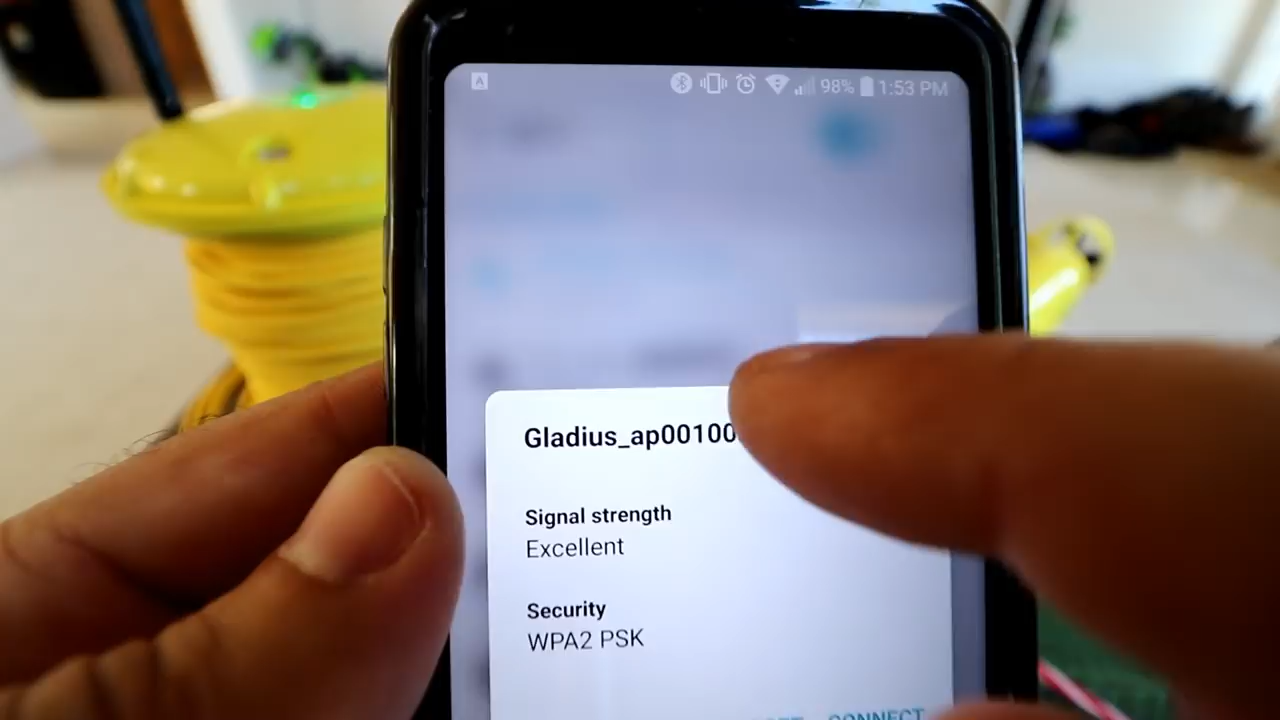 98% 1:53 PM
Gladius_ap00100
Signal strength
Excellent
Security
WPA2 PSK
CONNECT